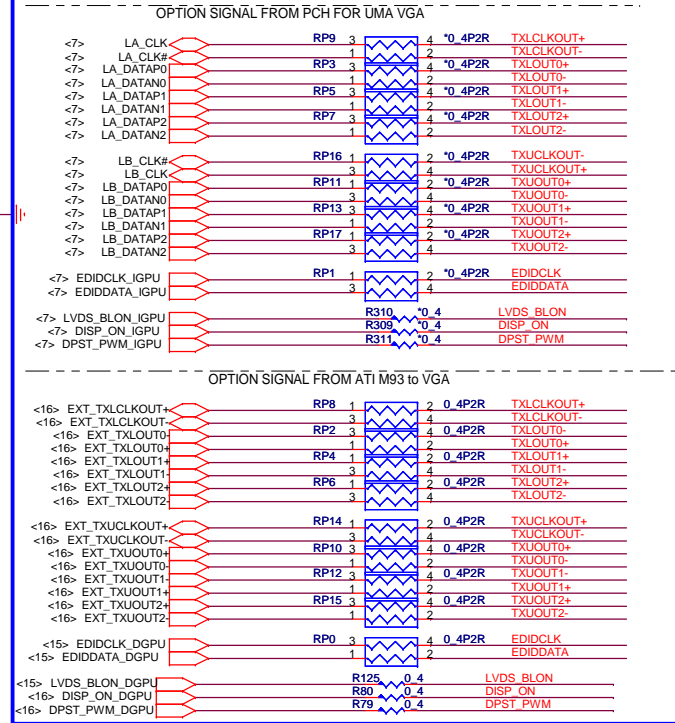 OPTION SIGNAL FROM PCH FOR UMA VGA
<7> LA_CLK RP9 3 4 *0_4P2R TXLCLKOUT+
<7> LA_CLK# 1 2 TXLCLKOUT-
<7> LA_DATAP0 RP3 3 4 *0_4P2R TXLOUT0+
<7> LA_DATAN0 1 2 TXLOUT0-
<7> LA_DATAP1 RP5 3 4 *0_4P2R TXLOUT1+
<7> LA_DATAN1 1 2 TXLOUT1-
<7> LA_DATAP2 RP7 3 4 *0_4P2R TXLOUT2+
<7> LA_DATAN2 1 2 TXLOUT2-
<7> LB_CLK# RP16 1 2 *0_4P2R TXUCLKOUT-
<7> LB_CLK 3 4 TXUCLKOUT+
<7> LB_DATAP0 RP11 1 2 *0_4P2R TXUOUT0+
<7> LB_DATAN0 3 4 TXUOUT0-
<7> LB_DATAP1 RP13 3 4 *0_4P2R TXUOUT1+
<7> LB_DATAN1 1 2 TXUOUT1-
<7> LB_DATAP2 RP17 1 2 *0_4P2R TXUOUT2+
<7> LB_DATAN2 3 4 TXUOUT2-
<7> EDIDCLK_IGPU RP1 1 2 *0_4P2R EDIDCLK
<7> EDIDDATA_IGPU 3 4 EDIDDATA
<7> LVDS_BLON_IGPU R310 *0_4 LVDS_BLON
<7> DISP_ON_IGPU R309 *0_4 DISP_ON
<7> DPST_PWM_IGPU R311 *0_4 DPST_PWM
OPTION SIGNAL FROM ATI M93 to VGA
<16> EXT_TXLCLKOUT+ RP8 1 2 0_4P2R TXLCLKOUT+
<16> EXT_TXLCLKOUT- 3 4 TXLCLKOUT-
<16> EXT_TXLOUT0- RP2 3 4 0_4P2R TXLOUT0-
<16> EXT_TXLOUT0+ 1 2 TXLOUT0+
<16> EXT_TXLOUT1+ RP4 1 2 0_4P2R TXLOUT1+
<16> EXT_TXLOUT1- 3 4 TXLOUT1-
<16> EXT_TXLOUT2+ RP6 1 2 0_4P2R TXLOUT2+
<16> EXT_TXLOUT2- 3 4 TXLOUT2-
<16> EXT_TXUCLKOUT+ RP14 1 2 0_4P2R TXUCLKOUT+
<16> EXT_TXUCLKOUT- 3 4 TXUCLKOUT-
<16> EXT_TXUOUT0+ RP10 3 4 0_4P2R TXUOUT0+
<16> EXT_TXUOUT0- 1 2 TXUOUT0-
<16> EXT_TXUOUT1- RP12 3 4 0_4P2R TXUOUT1-
<16> EXT_TXUOUT1+ 1 2 TXUOUT1+
<16> EXT_TXUOUT2+ RP15 3 4 0_4P2R TXUOUT2+
<16> EXT_TXUOUT2- 1 2 TXUOUT2-
<15> EDIDCLK_DGPU RP0 3 4 0_4P2R EDIDCLK
<15> EDIDDATA_DGPU 1 2 EDIDDATA
<15> LVDS_BLON_DGPU R125 0_4 LVDS_BLON
<16> DISP_ON_DGPU R80 0_4 DISP_ON
<16> DPST_PWM_DGPU R79 0_4 DPST_PWM